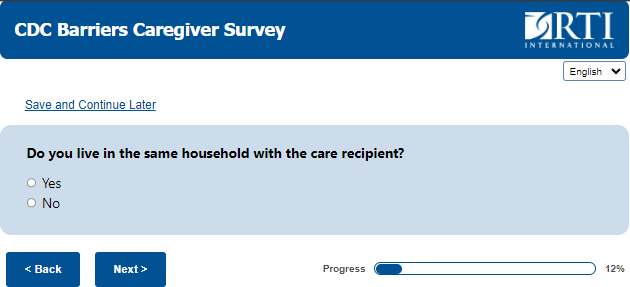 CDC Barriers Caregiver Survey
RTI
INTERNATIONAL
English
Save and Continue Later
Do you live in the same household with the care recipient?
Yes
No
< Back
Next >
Progress
12%